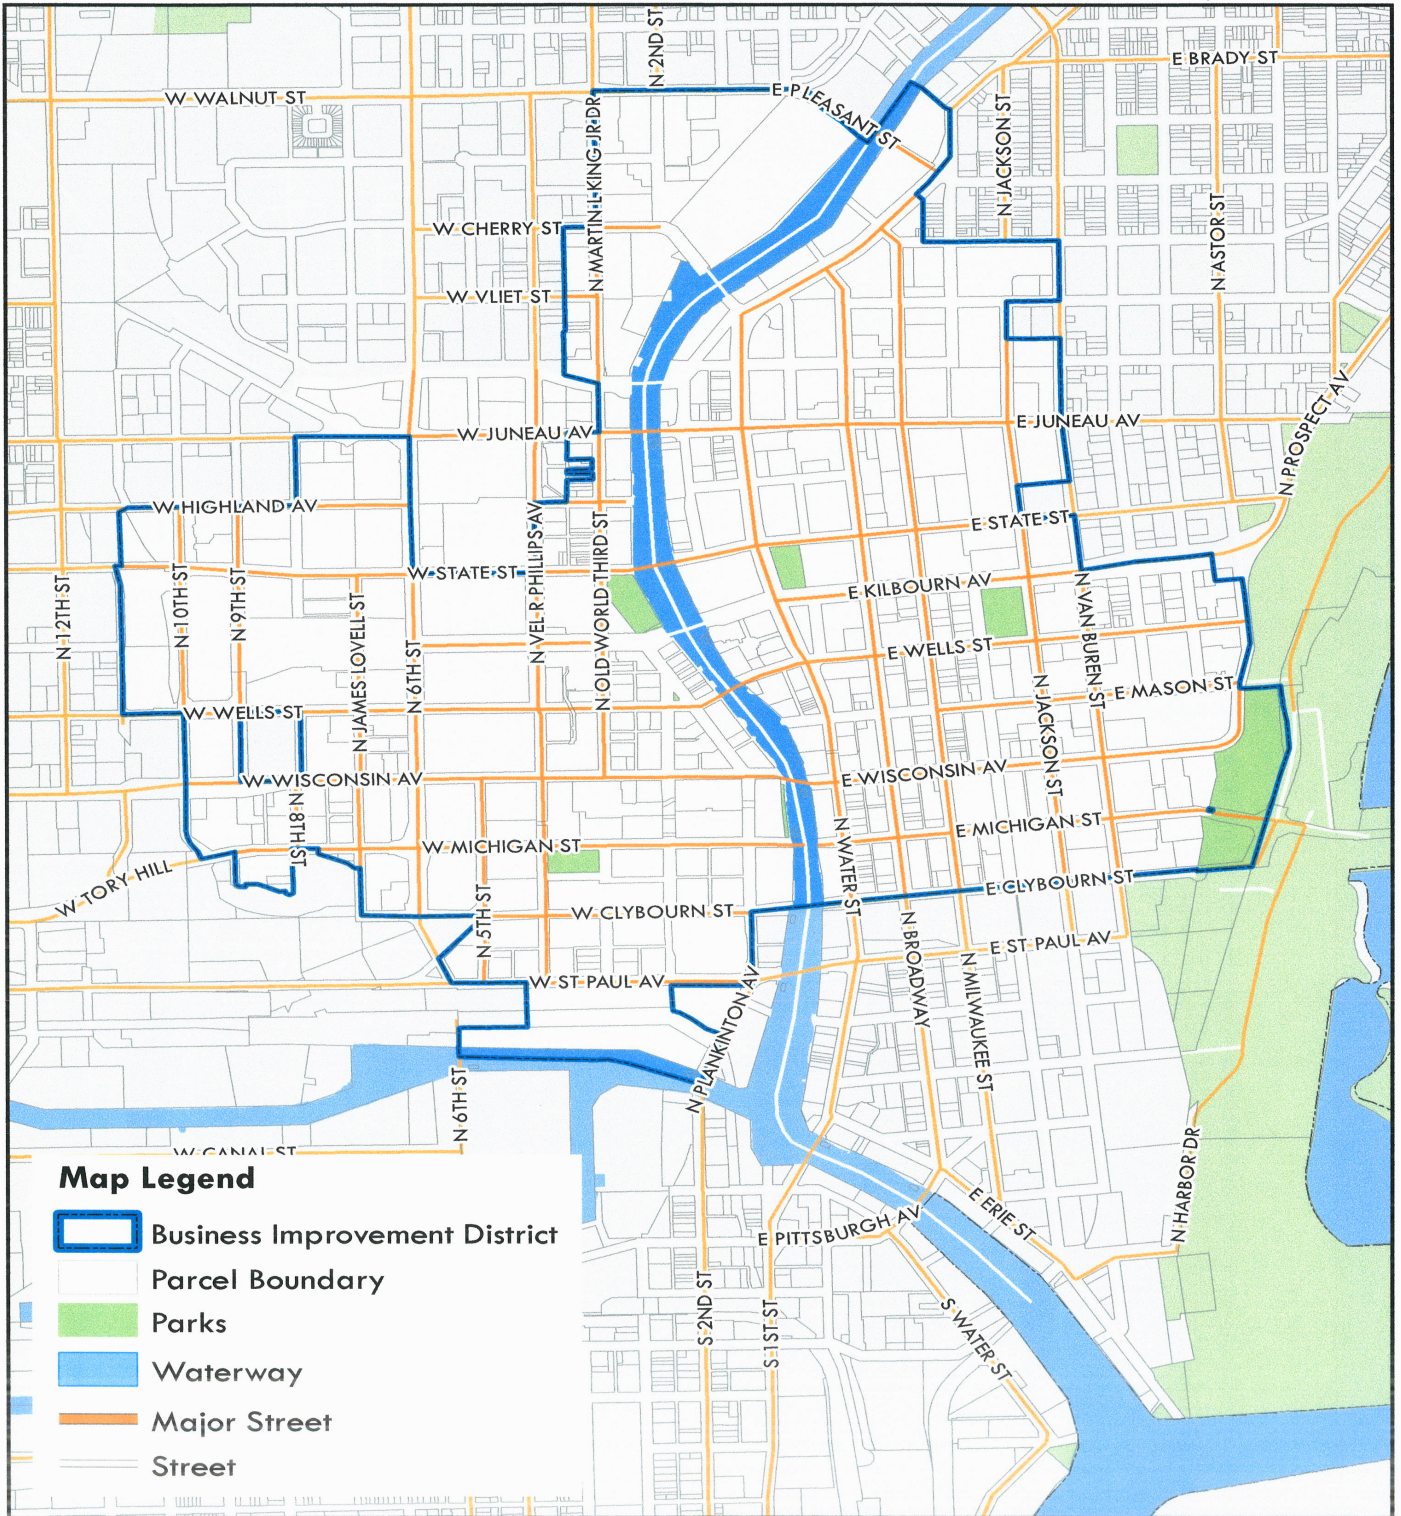 N 2ND ST
E BRADY ST
W WALNUT ST
E PLEASANT ST
N MARTIN L KING JR DR
N JACKSON ST
N ASTOR ST
W CHERRY ST
W VLIET ST
W JUNEAU AV
E JUNEAU AV
N PROSPECT AV
W HIGHLAND AV
E STATE ST
W STATE ST
N VEL R PHILLIPS AV
N OLD WORLD THIRD ST
E KILBOURN AV
N 12TH ST
N 10TH ST
N 9TH ST
N JAMES LOVELL ST
N 6TH ST
N VAN BUREN ST
E WELLS ST
E MASON ST
W WELLS ST
N JACKSON ST
W WISCONSIN AV
E WISCONSIN AV
N 8TH ST
W MICHIGAN ST
E MICHIGAN ST
N WATER ST
W TORY HILL
E CLYBOURN ST
W CLYBOURN ST
N 5TH ST
N BROADWAY
E ST PAUL AV
W ST PAUL AV
N MILWAUKEE ST
N PLANKINTON AV
N 6TH ST
W CANAL ST
N HARBOR DR
E ERIE ST
E PITTSBURGH AV
S 2ND ST
S 1ST ST
S WATER ST
Map Legend
Business Improvement District
Parcel Boundary
Parks
Waterway
Major Street
Street